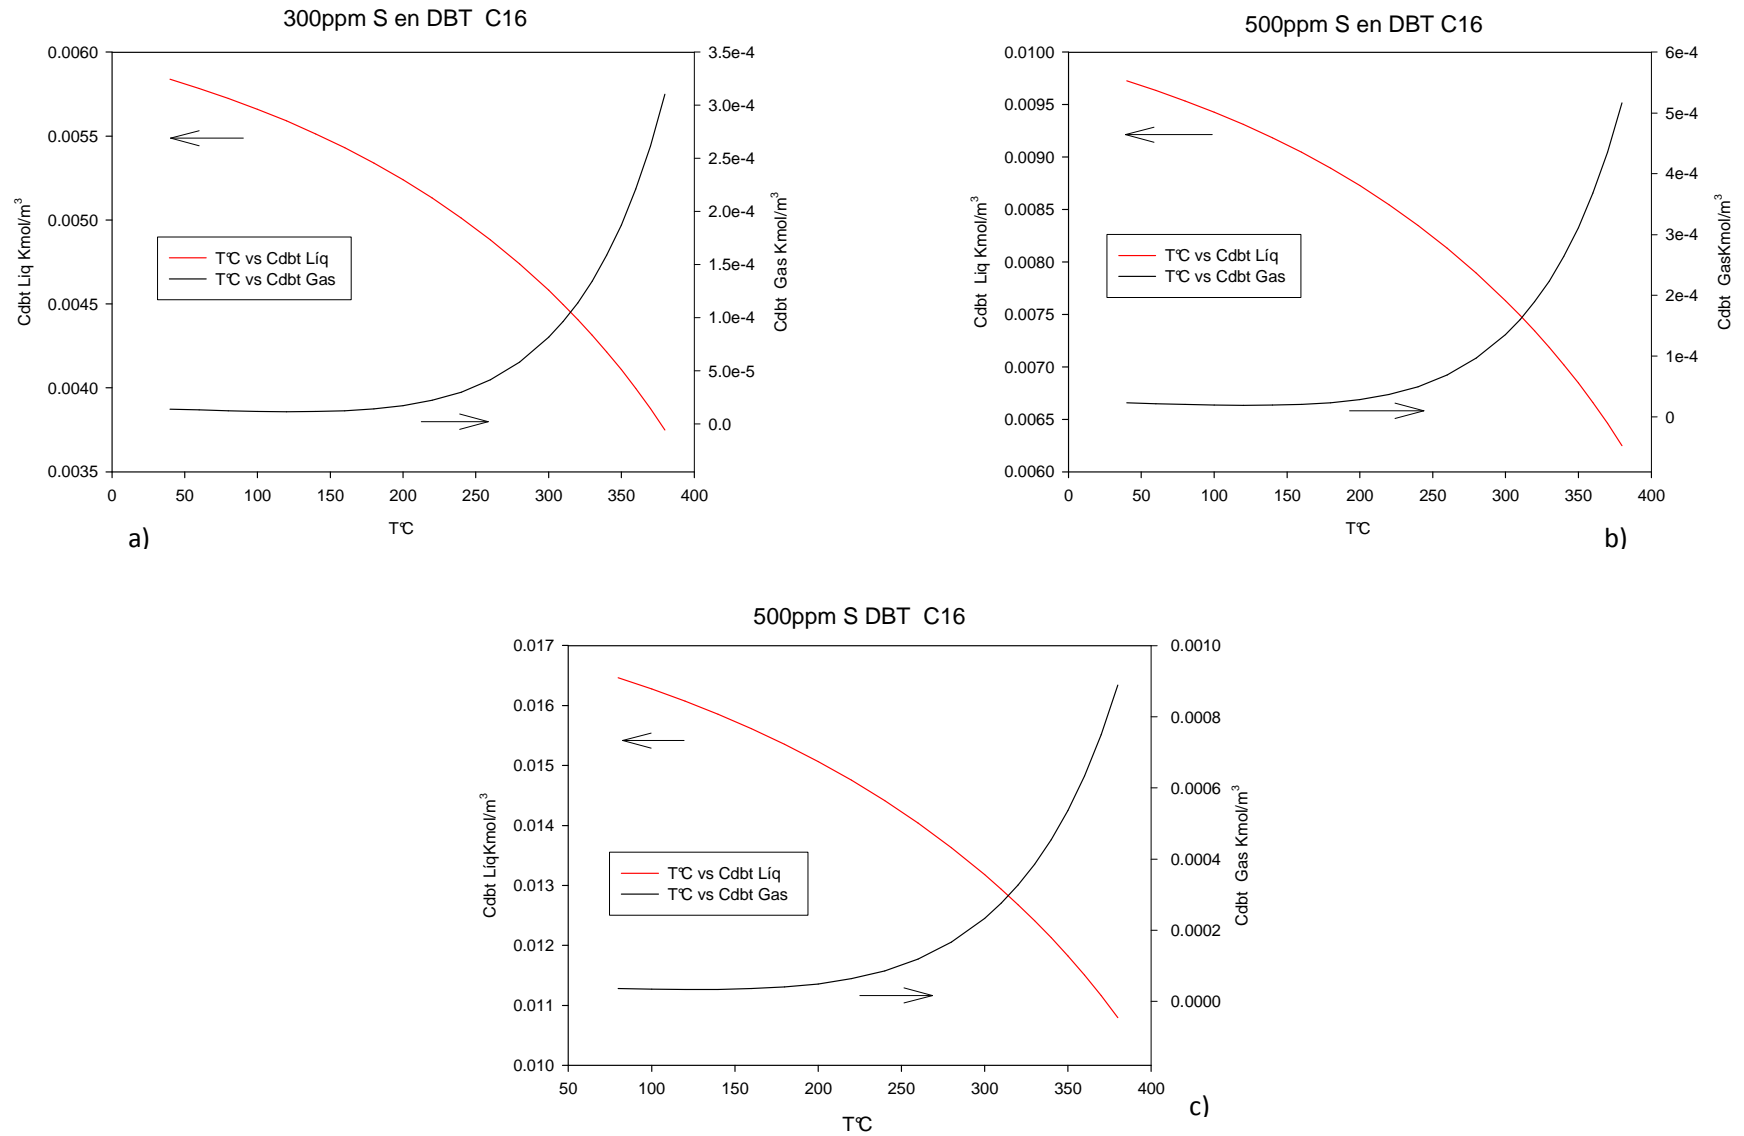 300ppm S en DBT C16
0.0060
0.0055
0.0050
0.0045
0.0040
0.0035
Cdbt Liq Kmol/m³
3.5e-4
3.0e-4
2.5e-4
2.0e-4
1.5e-4
1.0e-4
5.0e-5
0.0
Cdbt Gas Kmol/m³
T°C vs Cdbt Líq
T°C vs Cdbt Gas
0 50 100 150 200 250 300 350 400
T°C
a)
500ppm S en DBT C16
0.0100
0.0095
0.0090
0.0085
0.0080
0.0075
0.0070
0.0065
0.0060
Cdbt Liq Kmol/m³
6e-4
5e-4
4e-4
3e-4
2e-4
1e-4
0
Cdbt GasKmol/m³
T°C vs Cdbt Líq
T°C vs Cdbt Gas
0 50 100 150 200 250 300 350 400
T°C
b)
500ppm S DBT C16
0.017
0.016
0.015
0.014
0.013
0.012
0.011
0.010
Cdbt LíqKmol/m³
0.0010
0.0008
0.0006
0.0004
0.0002
0.0000
Cdbt Gas Kmol/m³
T°C vs Cdbt Líq
T°C vs Cdbt Gas
50 100 150 200 250 300 350 400
T°C
c)